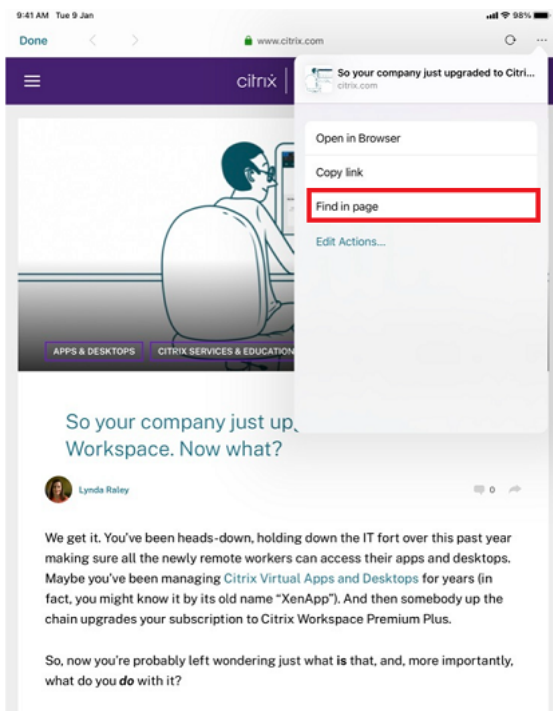 9:41 AM Tue 9 Jan
98%
Done
www.citrix.com
citrix
So your company just upgraded to Citri...
citrix.com
Open in Browser
Copy link
Find in page
Edit Actions...
APPS & DESKTOPS
CITRIX SERVICES & EDUCATION
So your company just up
Workspace. Now what?
Lynda Raley
0
We get it. You've been heads-down, holding down the IT fort over this past year
making sure all the newly remote workers can access their apps and desktops.
Maybe you've been managing Citrix Virtual Apps and Desktops for years (in
fact, you might know it by its old name "XenApp"). And then somebody up the
chain upgrades your subscription to Citrix Workspace Premium Plus.
So, now you're probably left wondering just what is that, and, more importantly,
what do you do with it?